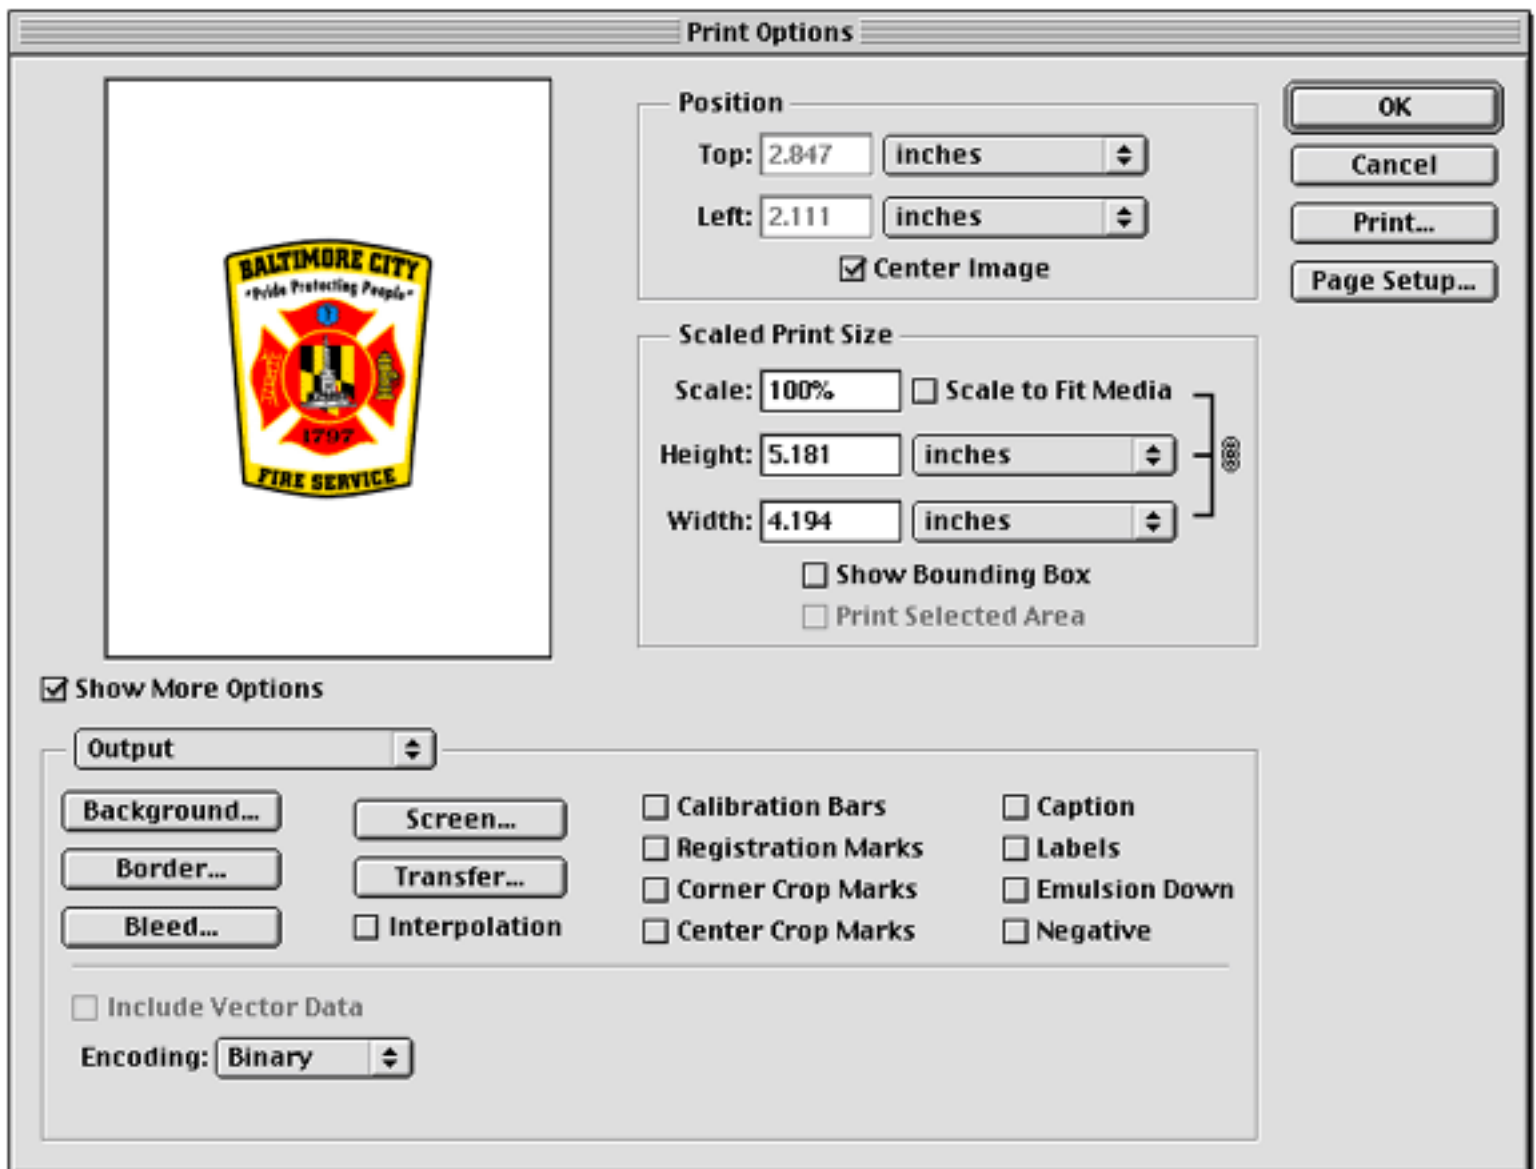 Print Options
BALTIMORE CITY
"Pride Protecting People"
1797
FIRE SERVICE
Position
Top: 2.847 inches
Left: 2.111 inches
Center Image
OK
Cancel
Print...
Page Setup...
Scaled Print Size
Scale: 100% Scale to Fit Media
Height: 5.181 inches
Width: 4.194 inches
Show Bounding Box
Print Selected Area
Show More Options
Output
Background...
Border...
Bleed...
Screen...
Transfer...
Interpolation
Calibration Bars
Registration Marks
Corner Crop Marks
Center Crop Marks
Caption
Labels
Emulsion Down
Negative
Include Vector Data
Encoding: Binary